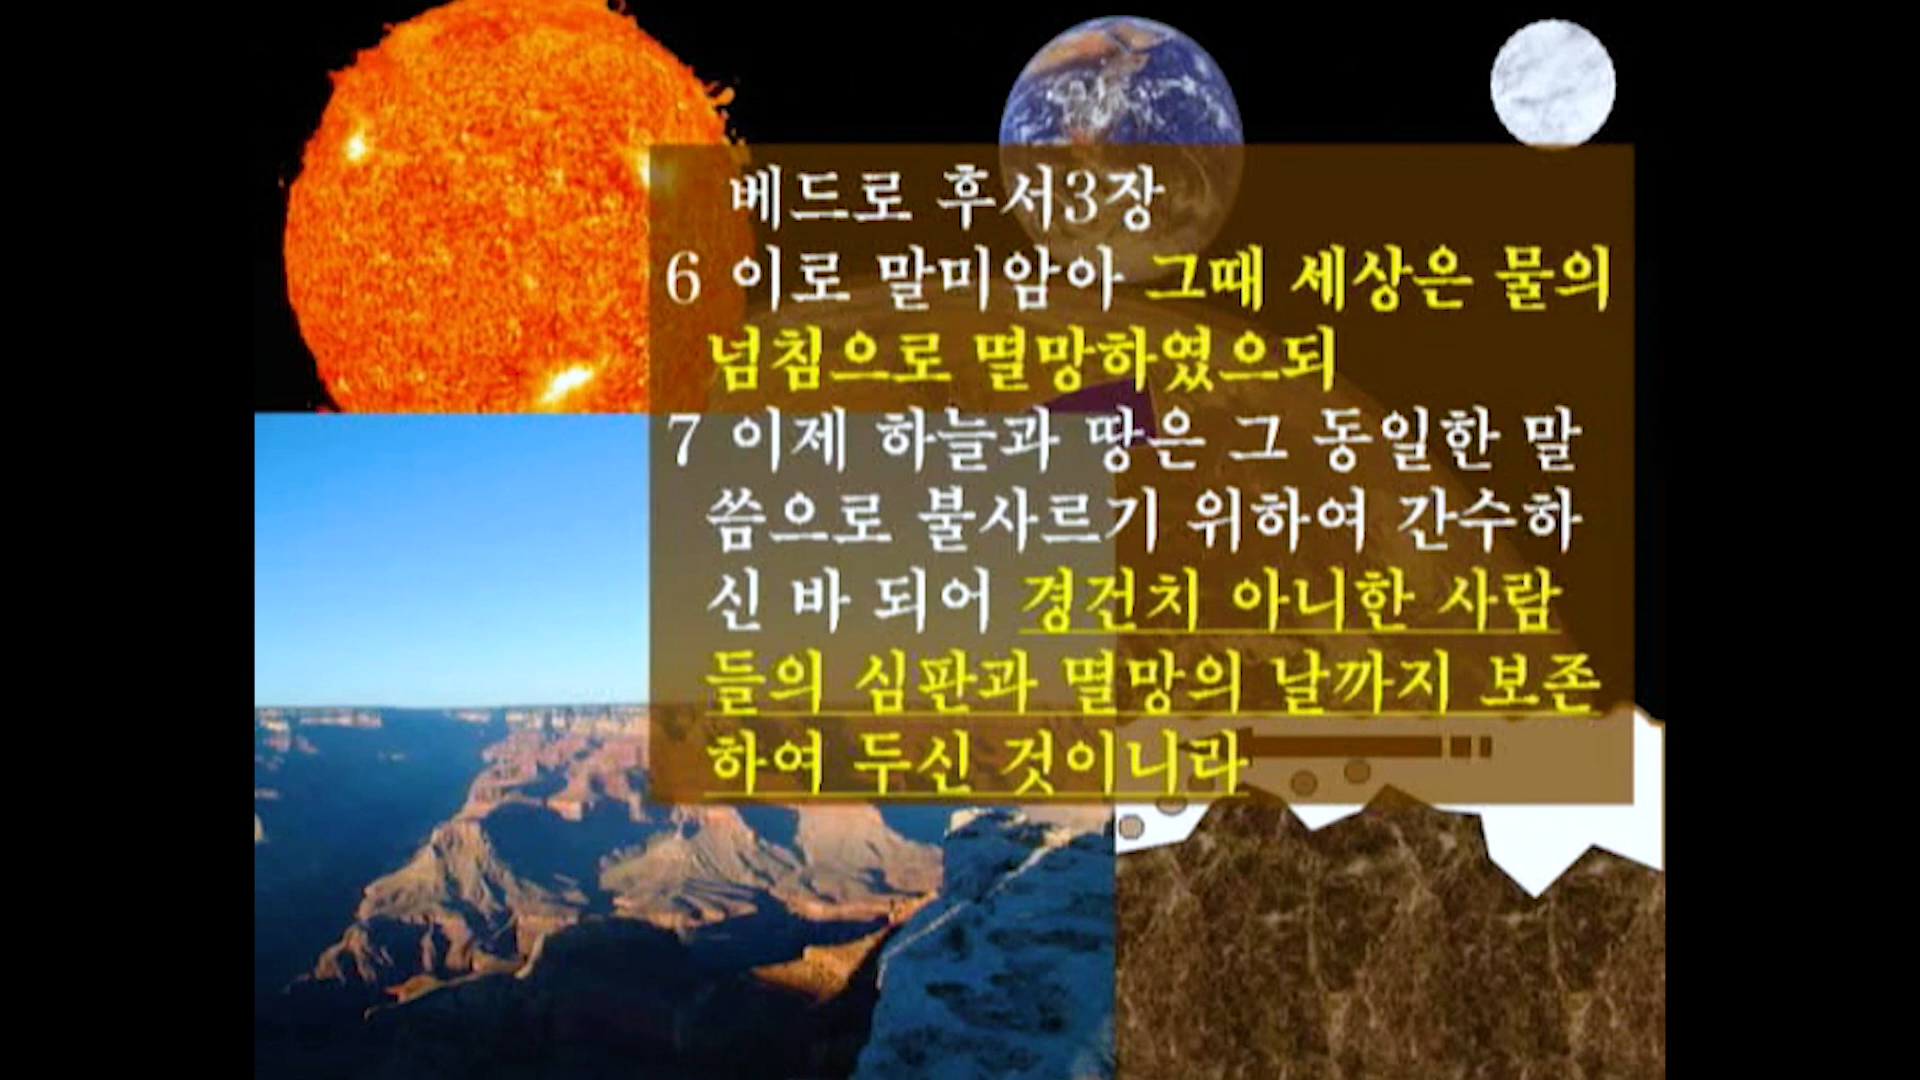 베드로 후서3장
6 이로 말미암아 그때 세상은 물의
넘침으로 멸망하였으되
7 이제 하늘과 땅은 그 동일한 말
씀으로 불사르기 위하여 간수하
신 바 되어 경건치 아니한 사람
들의 심판과 멸망의 날까지 보존
하여 두신 것이니라